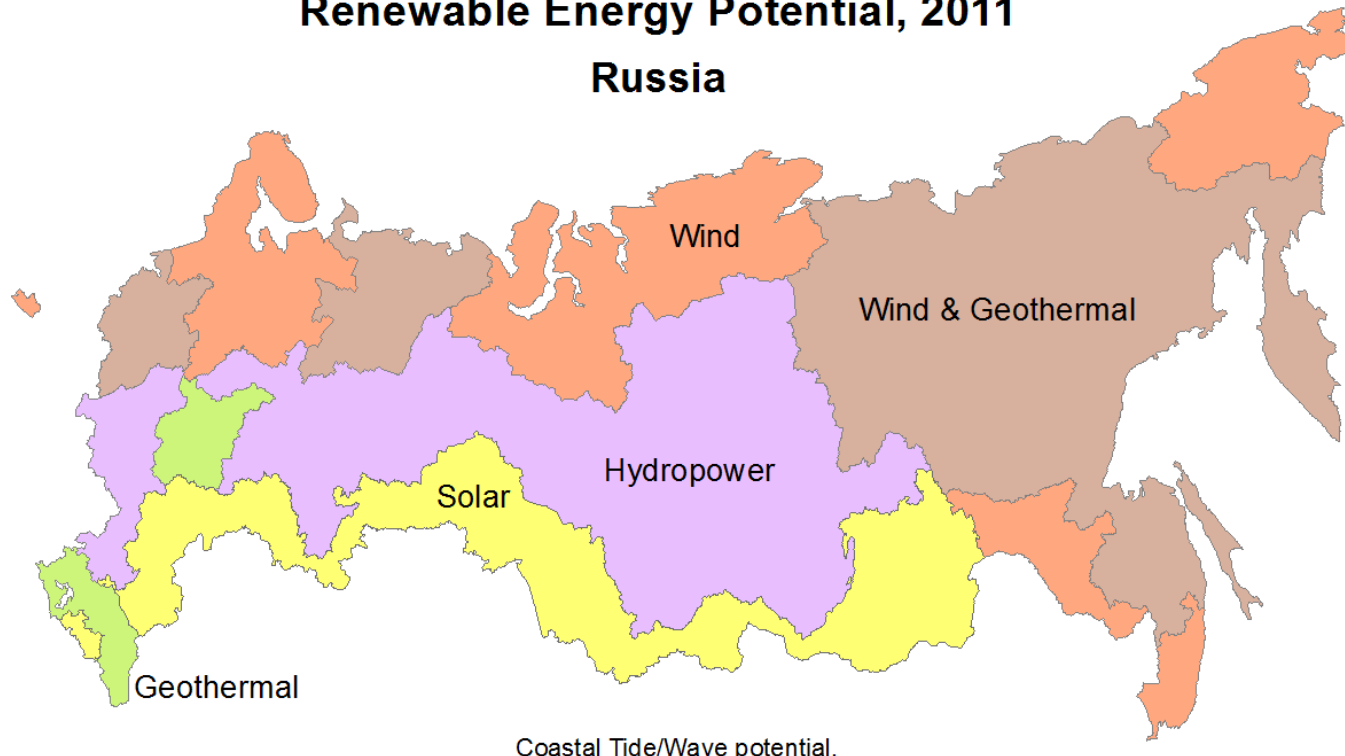 Renewable Energy Potential, 2011
Russia
Wind
Wind & Geothermal
Hydropower
Solar
Geothermal
Coastal Tide/Wave potential.